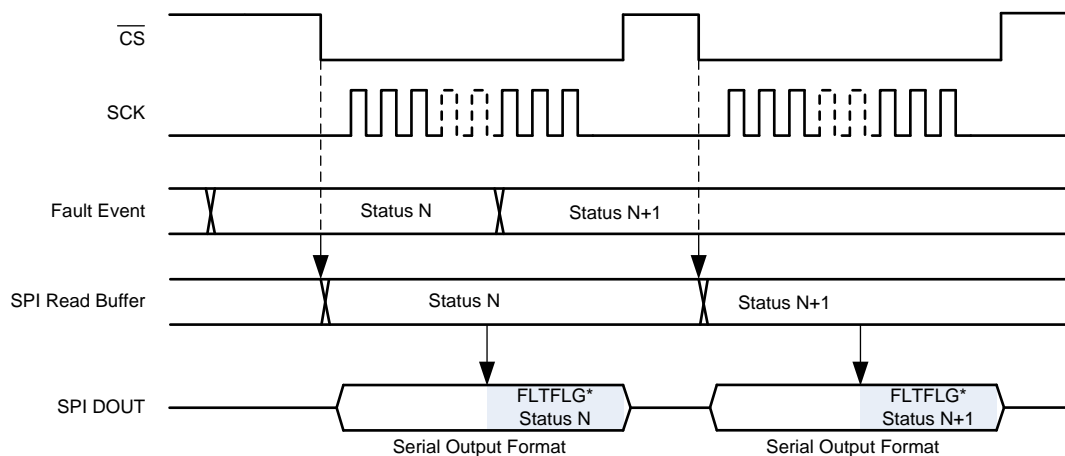 CS
SCK
Fault Event
Status N
Status N+1
SPI Read Buffer
Status N
Status N+1
SPI DOUT
FLTFLG*
Status N
FLTFLG*
Status N+1
Serial Output Format
Serial Output Format